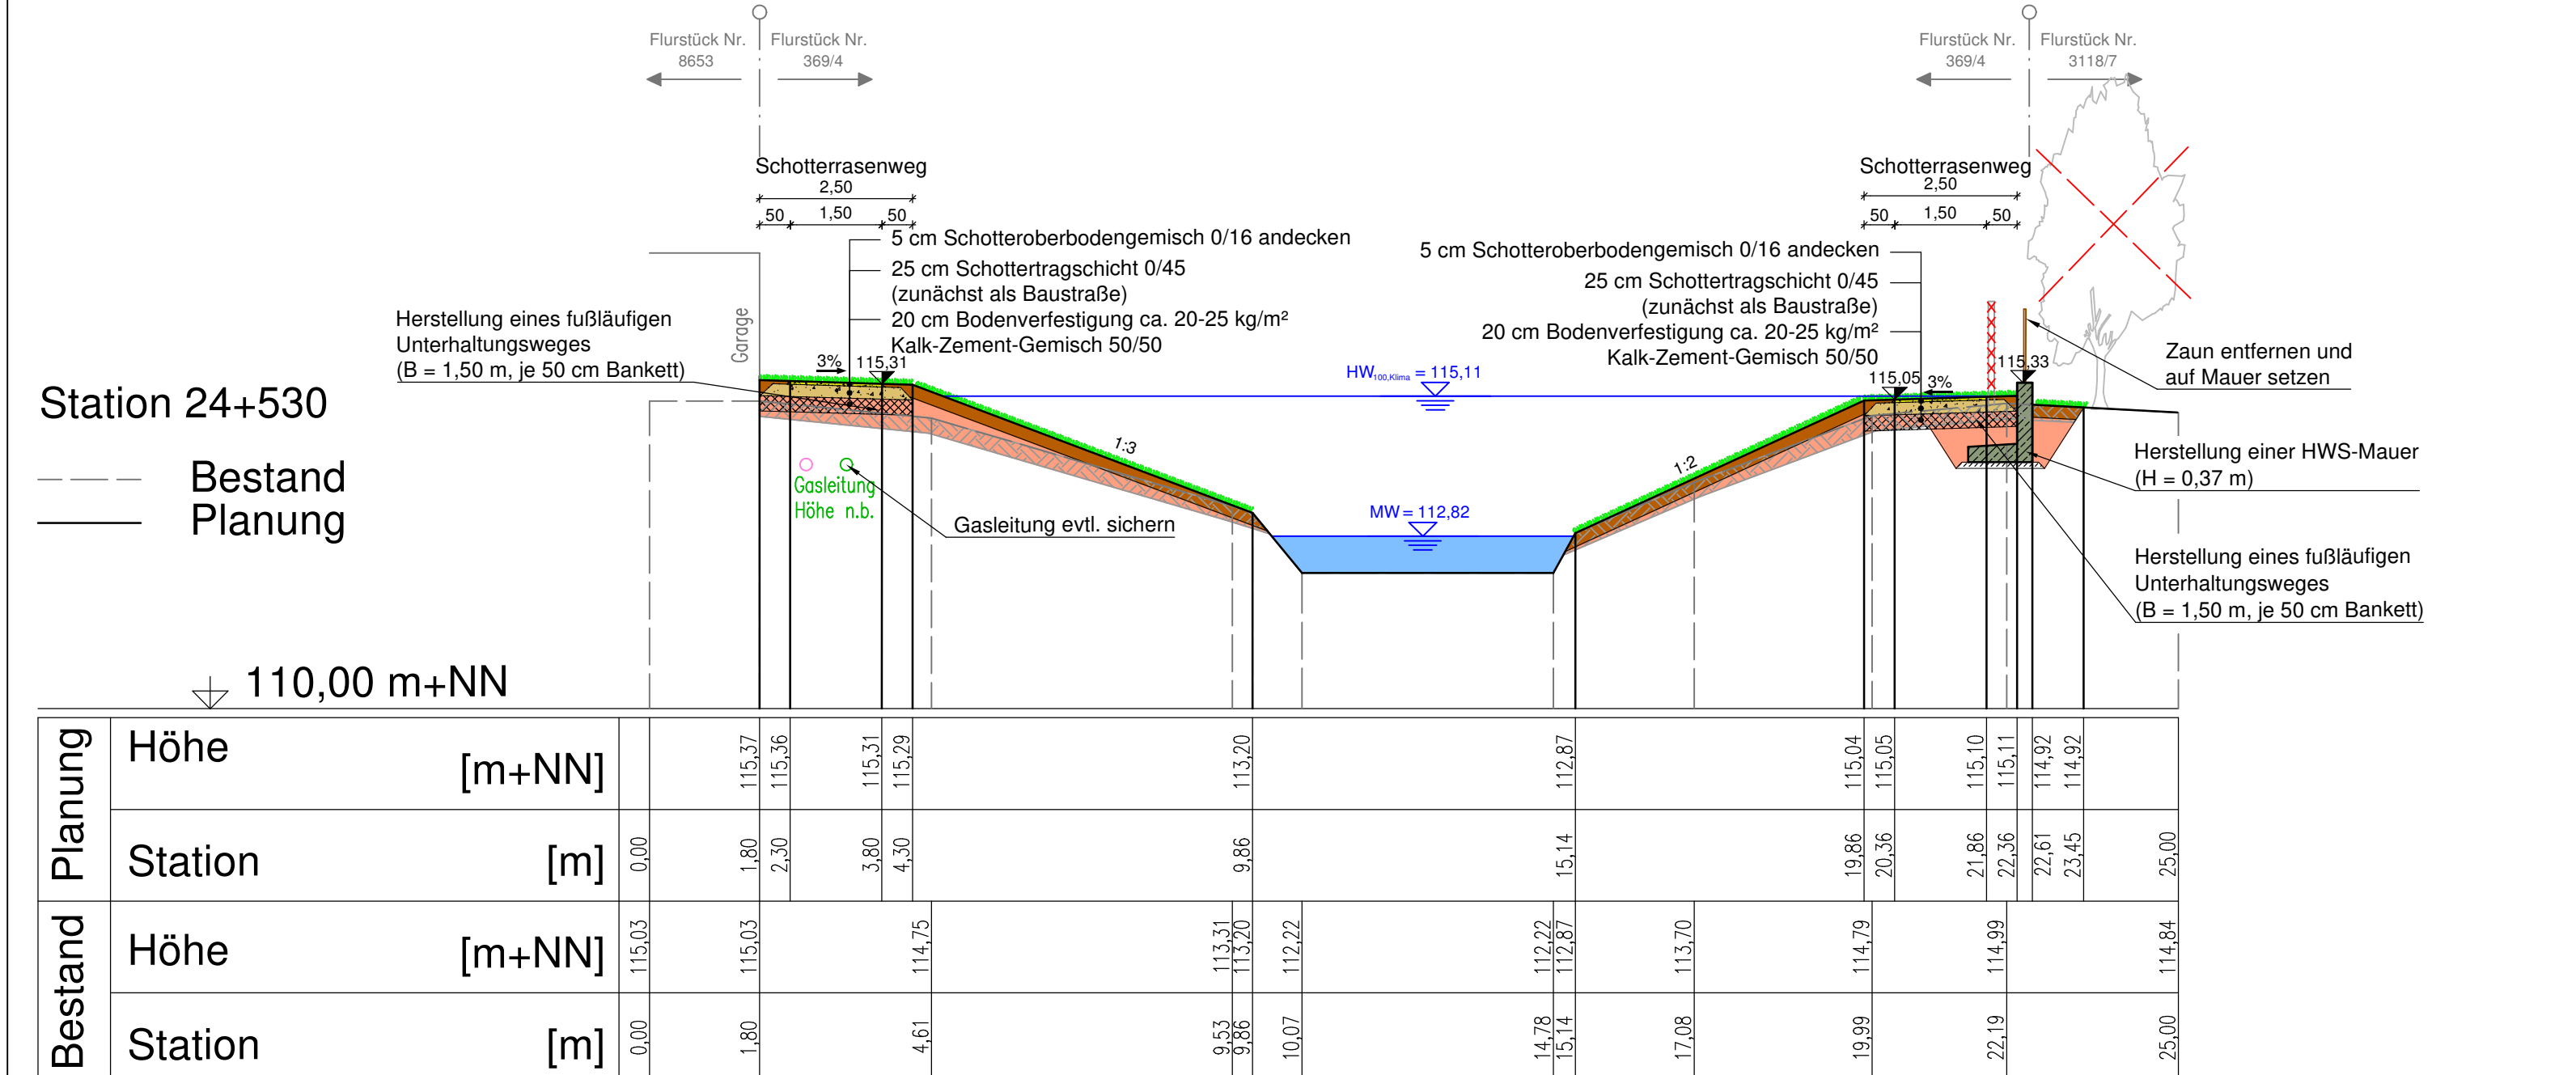 Flurstück Nr.
8653
Flurstück Nr.
369/4
Flurstück Nr.
369/4
Flurstück Nr.
3118/7
Schotterrasenweg
2,50
50 1,50 50
Schotterrasenweg
2,50
50 1,50 50
5 cm Schotteroberbodengemisch 0/16 andecken
25 cm Schottertragschicht 0/45
(zunächst als Baustraße)
20 cm Bodenverfestigung ca. 20-25 kg/m²
Kalk-Zement-Gemisch 50/50
5 cm Schotteroberbodengemisch 0/16 andecken
25 cm Schottertragschicht 0/45
(zunächst als Baustraße)
20 cm Bodenverfestigung ca. 20-25 kg/m²
Kalk-Zement-Gemisch 50/50
Garage
Herstellung eines fußläufigen
Unterhaltungsweges
(B = 1,50 m, je 50 cm Bankett)
3% 115,31
HW100,Klima = 115,11
115,05 3%
115,33
Zaun entfernen und
auf Mauer setzen
Station 24+530
Bestand
Planung
1:3
1:2
Gasleitung
Höhe n.b.
Gasleitung evtl. sichern
MW = 112,82
Herstellung einer HWS-Mauer
(H = 0,37 m)
Herstellung eines fußläufigen
Unterhaltungsweges
(B = 1,50 m, je 50 cm Bankett)
110,00 m+NN
Planung
Höhe [m+NN] 115,37 115,36 115,31 115,29 113,20 112,87 115,04 115,05 115,10 115,11 114,92 114,92
Station [m] 0,00 1,80 2,30 3,80 4,30 9,86 15,14 19,86 20,36 21,86 22,36 22,61 23,45 25,00
Bestand
Höhe [m+NN] 115,03 115,03 114,75 113,31 113,20 112,22 112,22 112,87 113,70 114,79 114,99 114,84
Station [m] 0,00 1,80 4,61 9,53 9,86 10,07 14,78 15,14 17,08 19,99 22,19 25,00